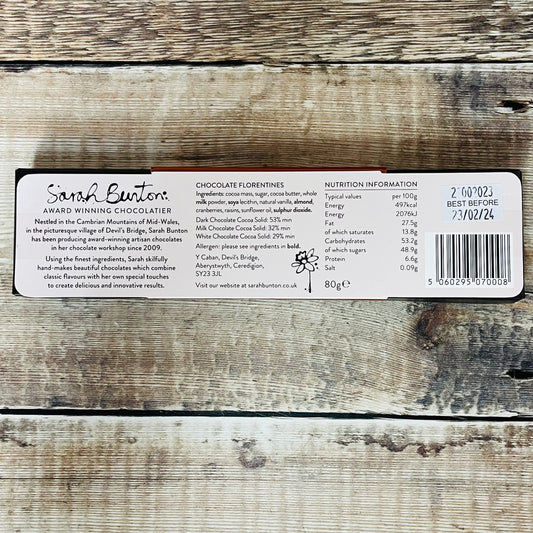 Sarah Bunton
AWARD WINNING CHOCOLATIER
Nestled in the Cambrian Mountains of Mid-Wales,
in the picturesque village of Devil's Bridge, Sarah Bunton
has been producing award-winning artisan chocolates
in her chocolate workshop since 2009.
Using the finest ingredients, Sarah skilfully
hand-makes beautiful chocolates which combine
classic flavours with her own special touches
to create delicious and innovative results.
CHOCOLATE FLORENTINES
Ingredients: cocoa mass, sugar, cocoa butter, whole
milk powder, soya lecithin, natural vanilla, almond,
cranberries, raisins, sunflower oil, sulphur dioxide.
Dark Chocolate Cocoa Solid: 53% min
Milk Chocolate Cocoa Solid: 32% min
White Chocolate Cocoa Solid: 29% min
Allergen: please see ingredients in bold.
Y Caban, Devil's Bridge,
Aberystwyth, Ceredigion,
SY23 3JL
Visit our website at sarahbunton.co.uk
NUTRITION INFORMATION
Typical values per 100g
Energy 497kcal
Energy 2076kJ
Fat 27.5g
of which saturates 13.8g
Carbohydrates 53.2g
of which sugars 48.9g
Protein 6.6g
Salt 0.09g
80g℮
BEST BEFORE
23/02/24
5 060295 070008